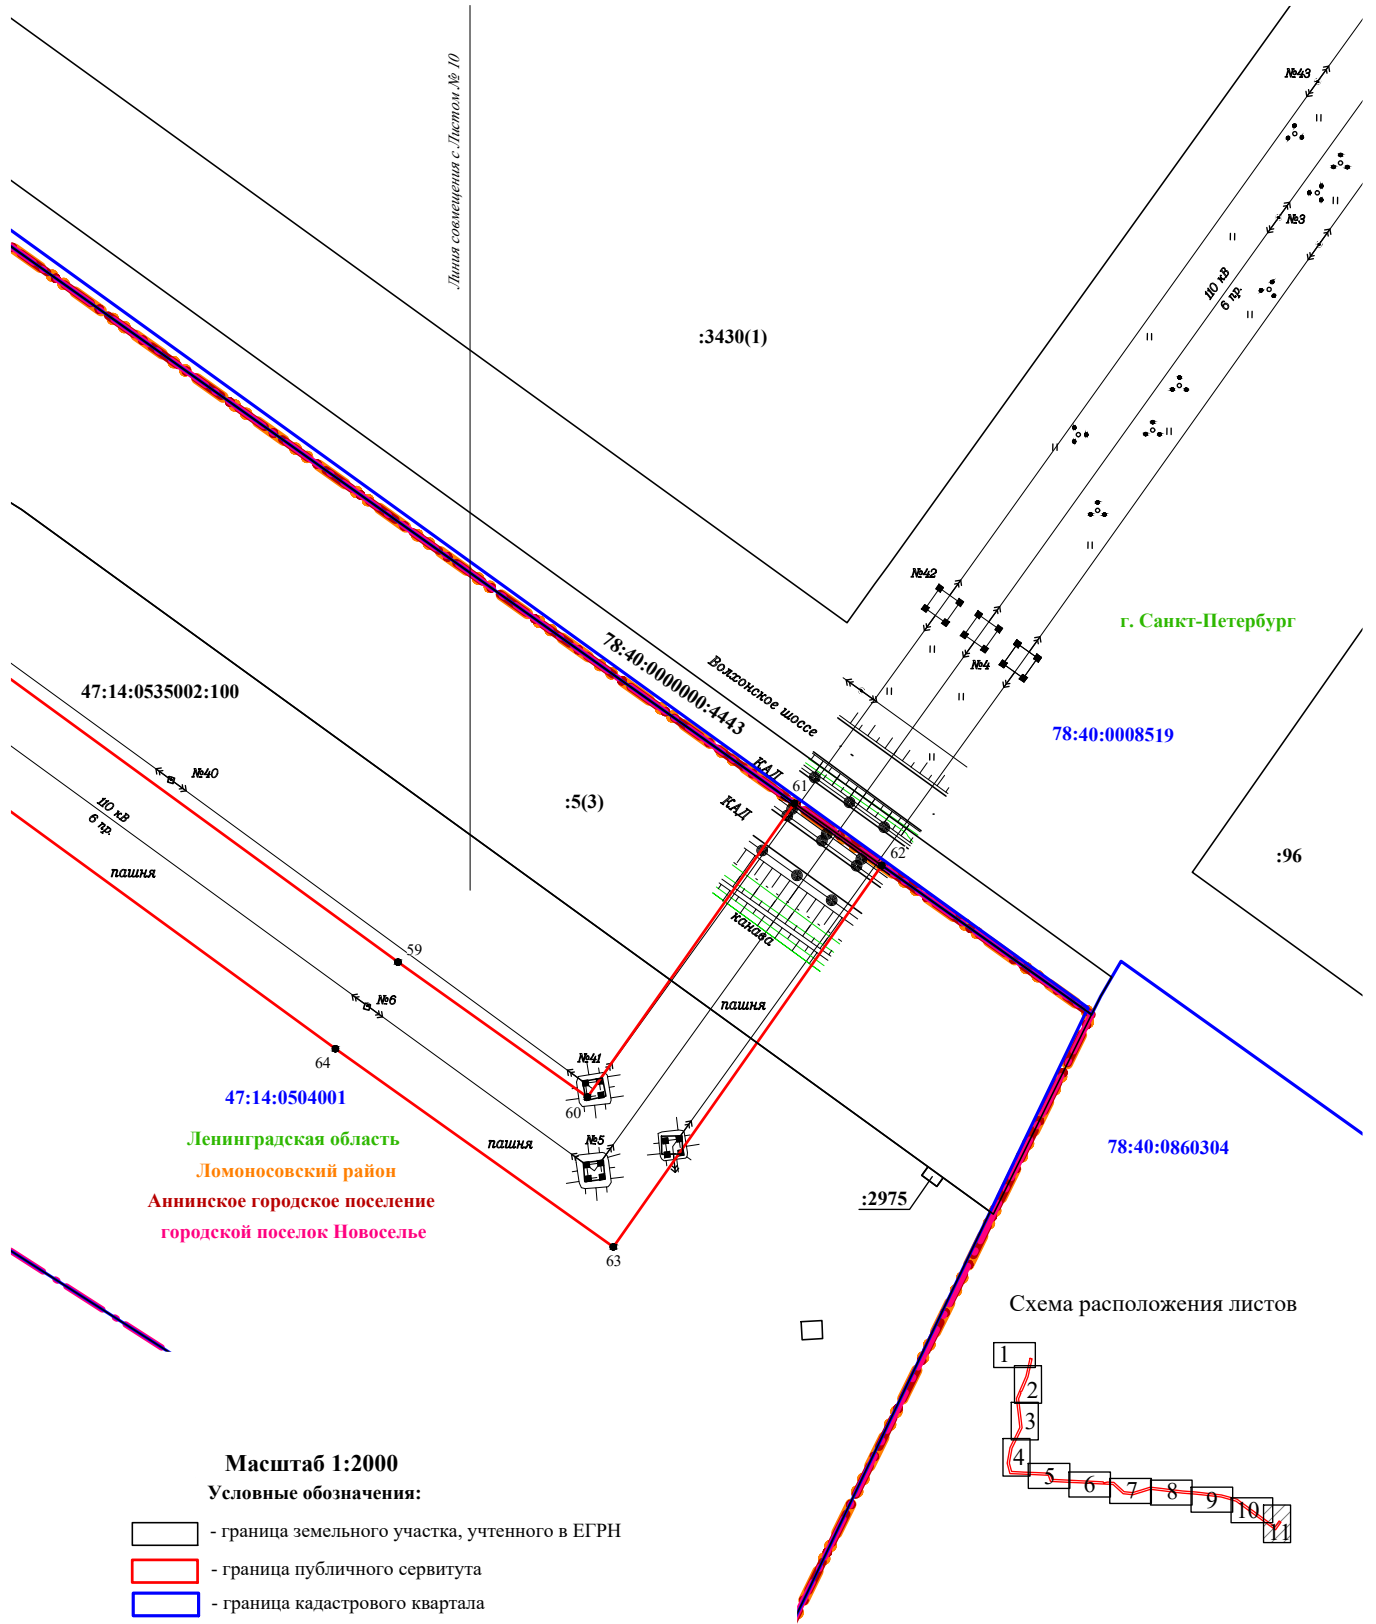 Линия совмещения с Листом № 10
№43
№3
110 кВ
6 пр.
:3430(1)
№42
№4
г. Санкт-Петербург
78:40:0000000:4443
Волхонское шоссе
47:14:0535002:100
78:40:0008519
КАД
КАД
61
62
№40
110 кВ
6 пр.
:5(3)
:96
пашня
канава
59
№6
пашня
64
№41
60
47:14:0504001
№5
пашня
Ленинградская область
Ломоносовский район
Аннинское городское поселение
городской поселок Новоселье
78:40:0860304
:2975
63
Схема расположения листов
1
2
3
4
5
6
7
8
9
10
11
Масштаб 1:2000
Условные обозначения:
- граница земельного участка, учтенного в ЕГРН
- граница публичного сервитута
- граница кадастрового квартала